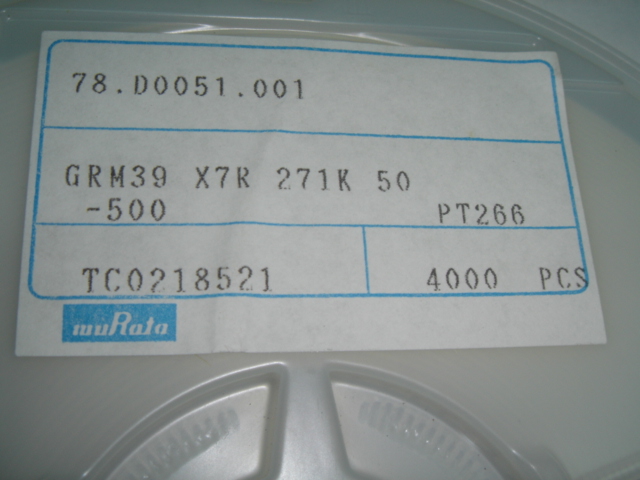 78.D0051.001
GRM39 X7R 271K 50
-500 PT266
TC0218521 4000 PCS
muRata